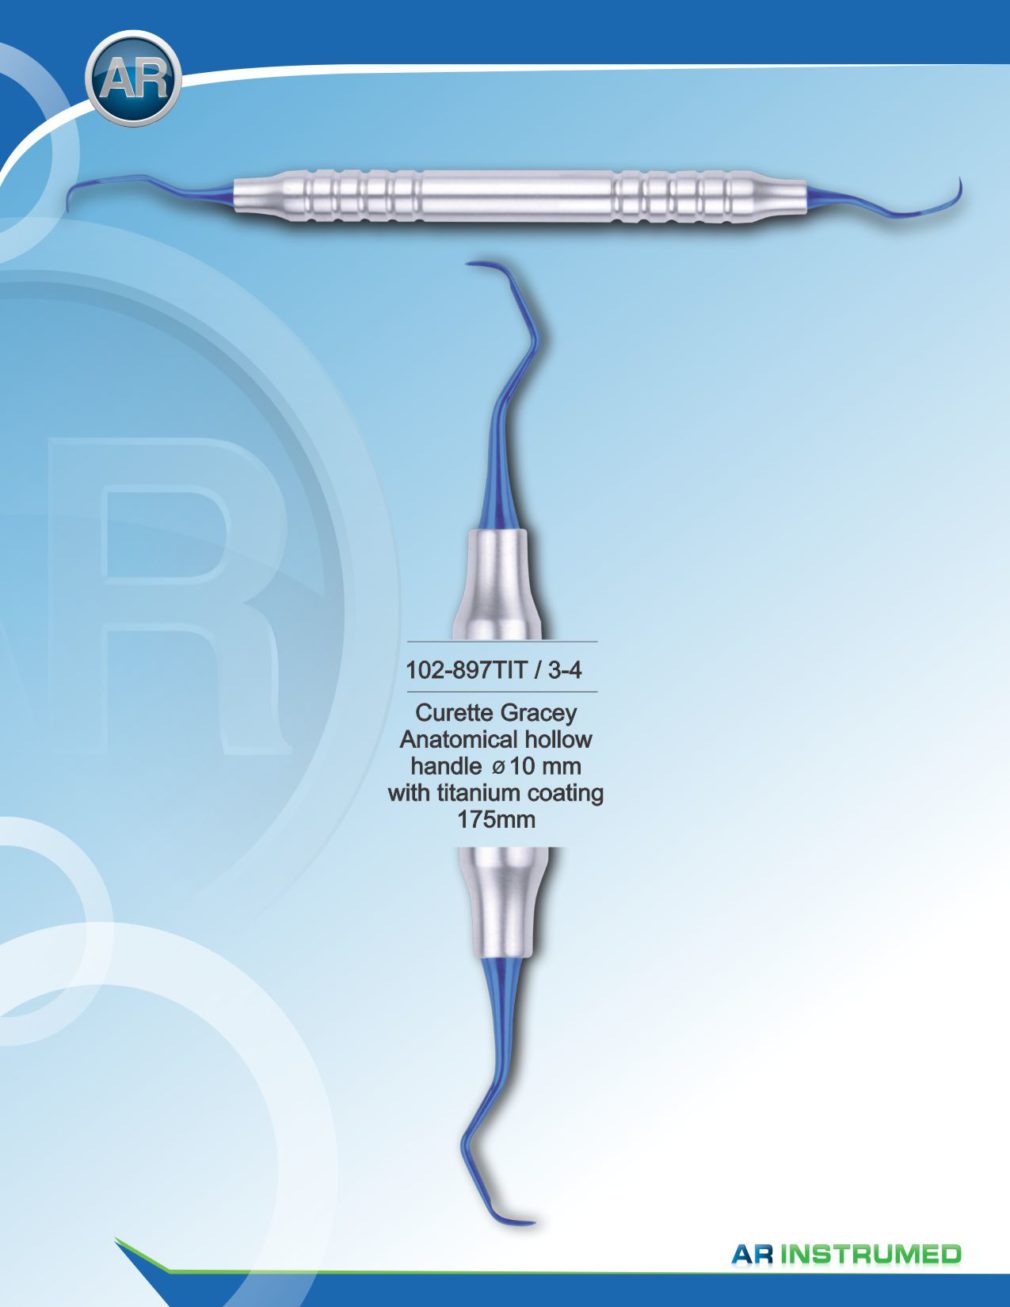 AR
102-897TIT / 3-4
Curette Gracey
Anatomical hollow
handle ø 10 mm
with titanium coating
175mm
AR INSTRUMED